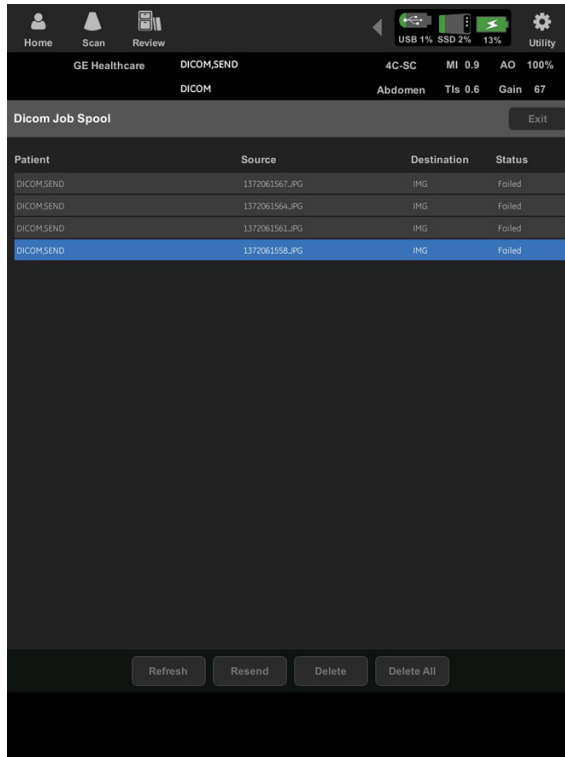 Home Scan Review USB 1% SSD 2% 13% Utility
GE Healthcare DICOM,SEND 4C-SC MI 0.9 AO 100%
DICOM Abdomen TIs 0.6 Gain 67
Dicom Job Spool Exit
Patient Source Destination Status
DICOM,SEND 1372061567.JPG IMG Failed
DICOM,SEND 1372061564.JPG IMG Failed
DICOM,SEND 1372061561.JPG IMG Failed
DICOM,SEND 1372061558.JPG IMG Failed
Refresh Resend Delete Delete All